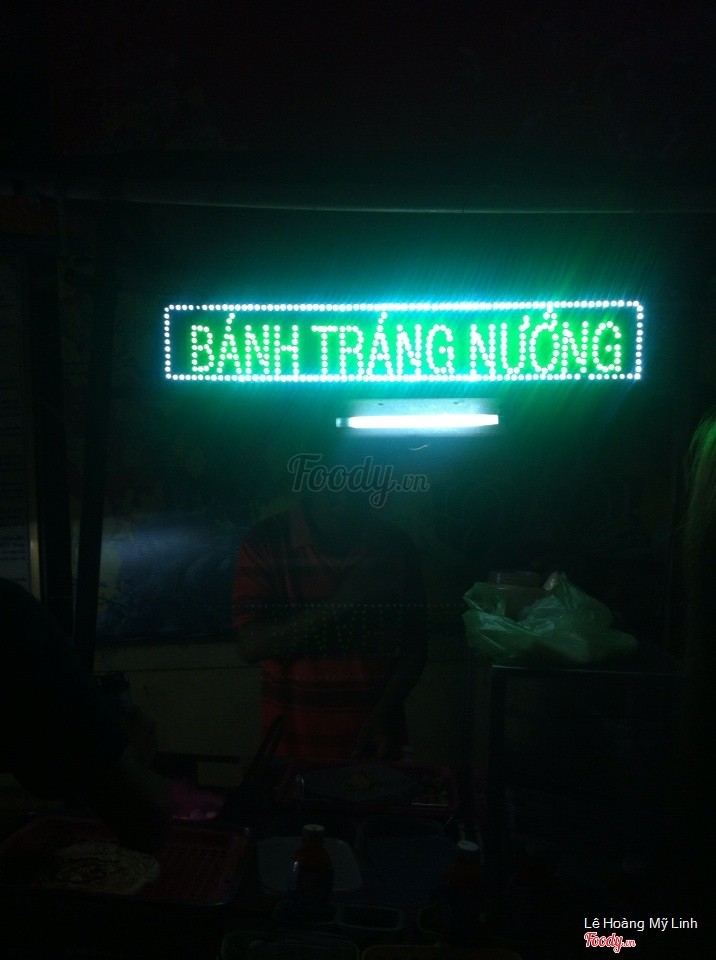 BÁNH TRÁNG NƯỚNG
Foody.vn
Lê Hoàng Mỹ Linh
Foody.vn